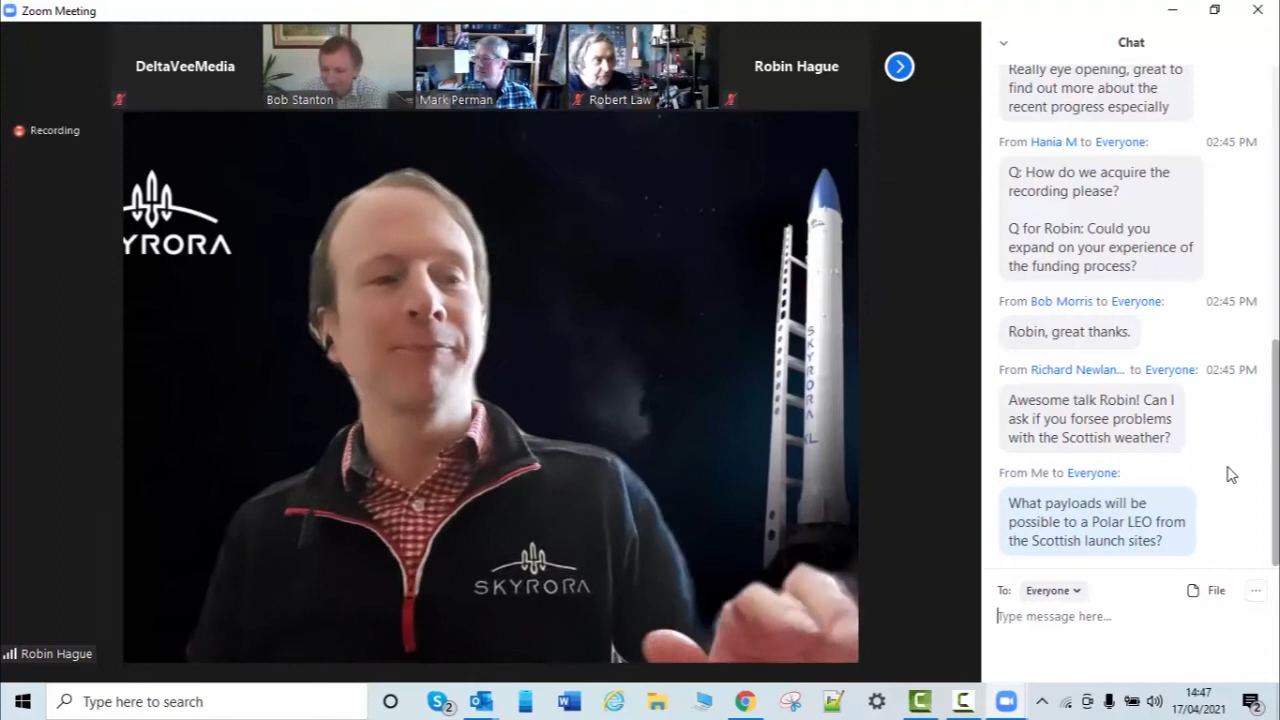 Zoom Meeting
DeltaVeeMedia
Bob Stanton
Mark Perman
Robert Law
Robin Hague
Recording
YRORA
SKYRORA XL
SKYRORA
Robin Hague
Chat
Really eye opening, great to
find out more about the
recent progress especially
From Hania M to Everyone: 02:45 PM
Q: How do we acquire the
recording please?
Q for Robin: Could you
expand on your experience of
the funding process?
From Bob Morris to Everyone: 02:45 PM
Robin, great thanks.
From Richard Newlan... to Everyone: 02:45 PM
Awesome talk Robin! Can I
ask if you forsee problems
with the Scottish weather?
From Me to Everyone:
What payloads will be
possible to a Polar LEO from
the Scottish launch sites?
To: Everyone File ...
Type message here...
Type here to search
2
14:47
17/04/2021
2